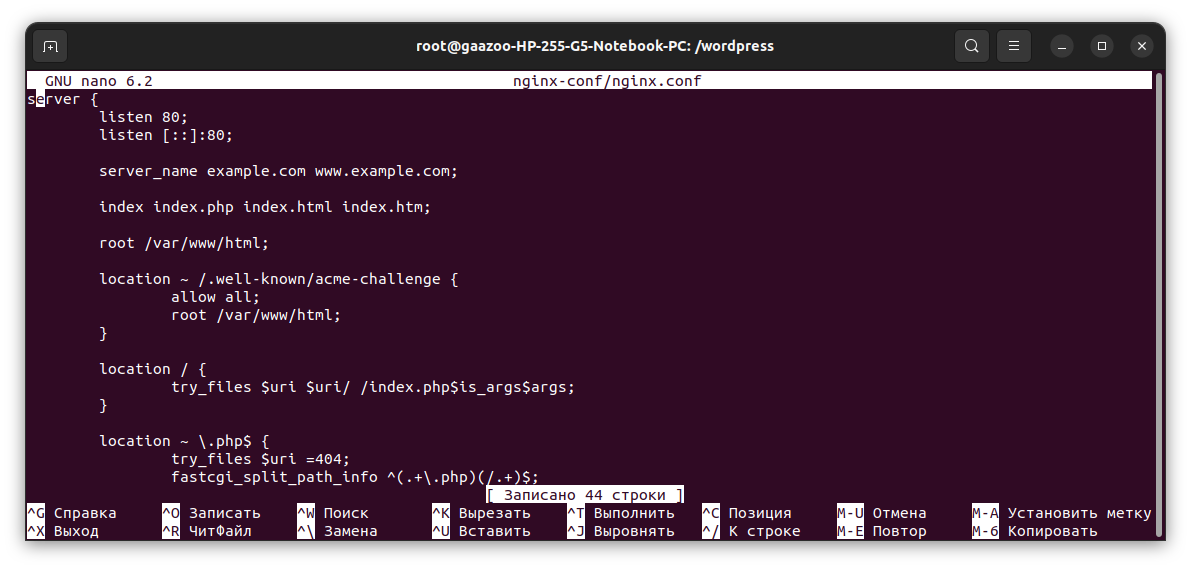 root@gaazoo-HP-255-G5-Notebook-PC: /wordpress
GNU nano 6.2 nginx-conf/nginx.conf
server {
        listen 80;
        listen [::]:80;

        server_name example.com www.example.com;

        index index.php index.html index.htm;

        root /var/www/html;

        location ~ /.well-known/acme-challenge {
                allow all;
                root /var/www/html;
        }

        location / {
                try_files $uri $uri/ /index.php$is_args$args;
        }

        location ~ \.php$ {
                try_files $uri =404;
                fastcgi_split_path_info ^(.+\.php)(/.+)$;
[ Записано 44 строки ]
^G Справка ^O Записать ^W Поиск ^K Вырезать ^T Выполнить ^C Позиция M-U Отмена M-A Установить метку
^X Выход ^R ЧитФайл ^\ Замена ^U Вставить ^J Выровнять ^/ К строке M-E Повтор M-6 Копировать